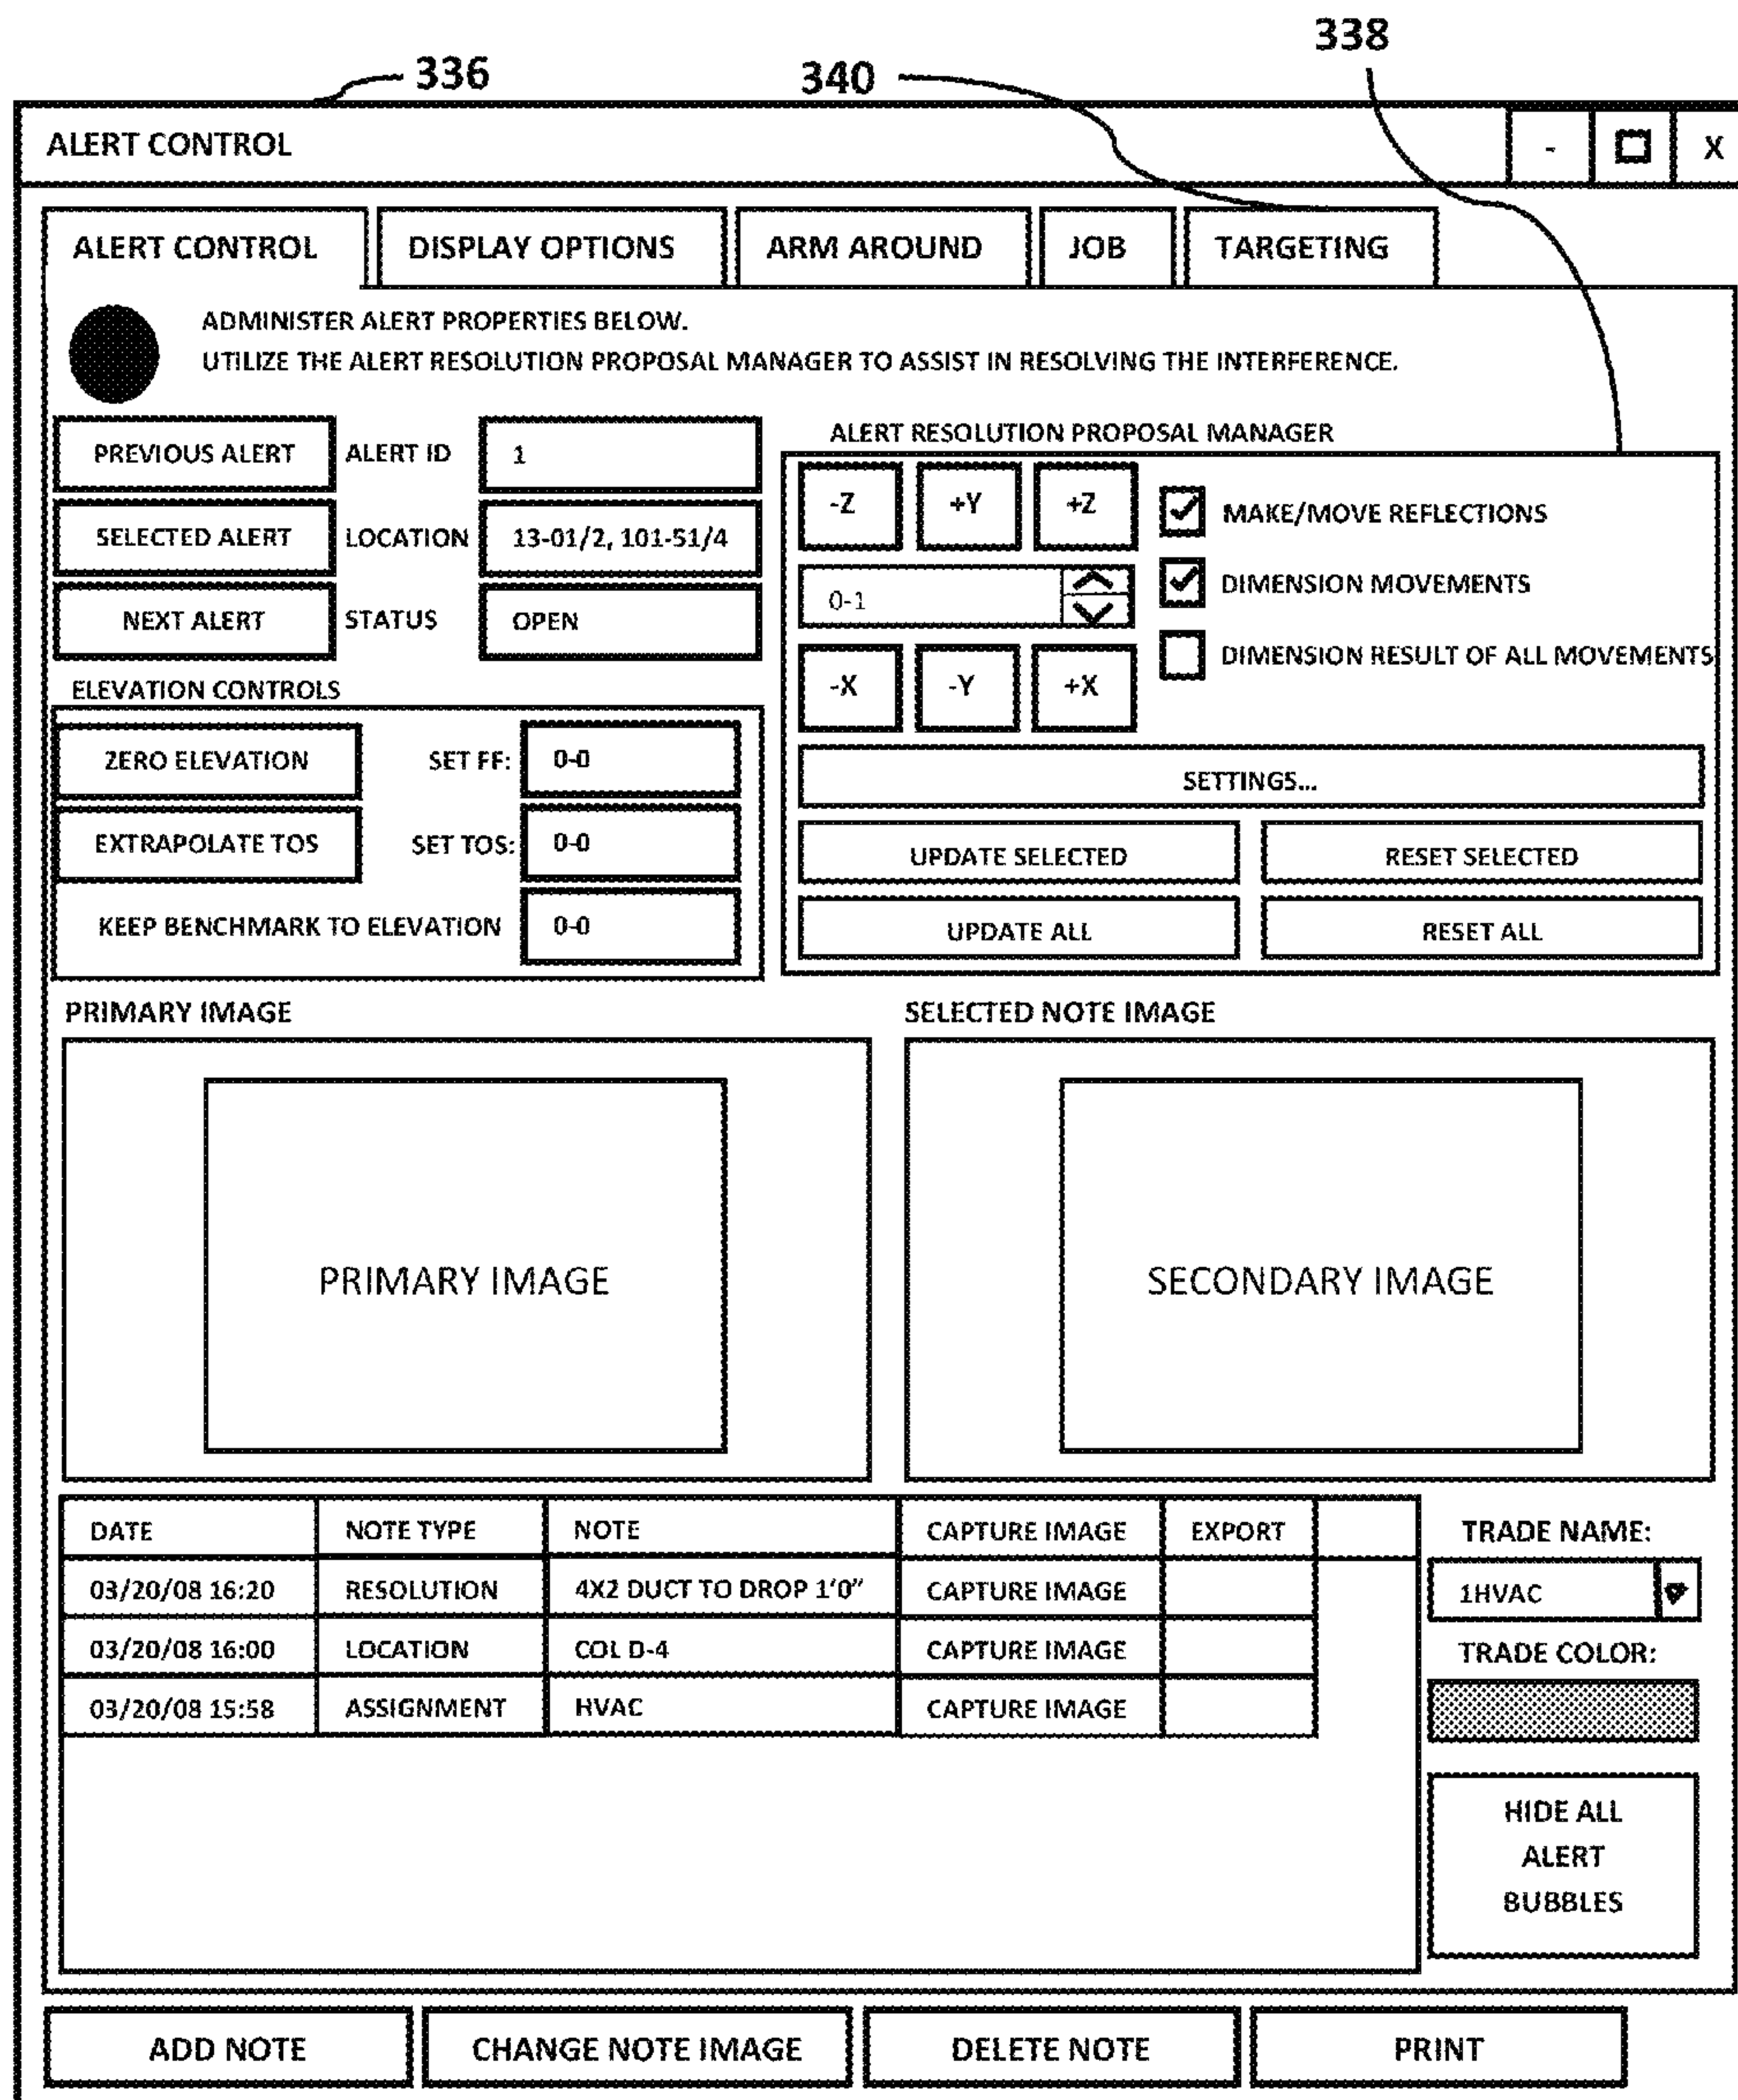 338
336
340
ALERT CONTROL
- X
ALERT CONTROL DISPLAY OPTIONS ARM AROUND JOB TARGETING
ADMINISTER ALERT PROPERTIES BELOW.
UTILIZE THE ALERT RESOLUTION PROPOSAL MANAGER TO ASSIST IN RESOLVING THE INTERFERENCE.
PREVIOUS ALERT ALERT ID 1
SELECTED ALERT LOCATION 13-01/2, 101-51/4
NEXT ALERT STATUS OPEN
ELEVATION CONTROLS
ZERO ELEVATION SET FF: 0-0
EXTRAPOLATE TOS SET TOS: 0-0
KEEP BENCHMARK TO ELEVATION 0-0
ALERT RESOLUTION PROPOSAL MANAGER
-Z +Y +Z
MAKE/MOVE REFLECTIONS
0-1
DIMENSION MOVEMENTS
DIMENSION RESULT OF ALL MOVEMENTS
-X -Y +X
SETTINGS...
UPDATE SELECTED RESET SELECTED
UPDATE ALL RESET ALL
PRIMARY IMAGE SELECTED NOTE IMAGE
PRIMARY IMAGE SECONDARY IMAGE
DATE NOTE TYPE NOTE CAPTURE IMAGE EXPORT
03/20/08 16:20 RESOLUTION 4X2 DUCT TO DROP 1'0" CAPTURE IMAGE
03/20/08 16:00 LOCATION COL D-4 CAPTURE IMAGE
03/20/08 15:58 ASSIGNMENT HVAC CAPTURE IMAGE
TRADE NAME:
1HVAC
TRADE COLOR:
HIDE ALL
ALERT
BUBBLES
ADD NOTE CHANGE NOTE IMAGE DELETE NOTE PRINT